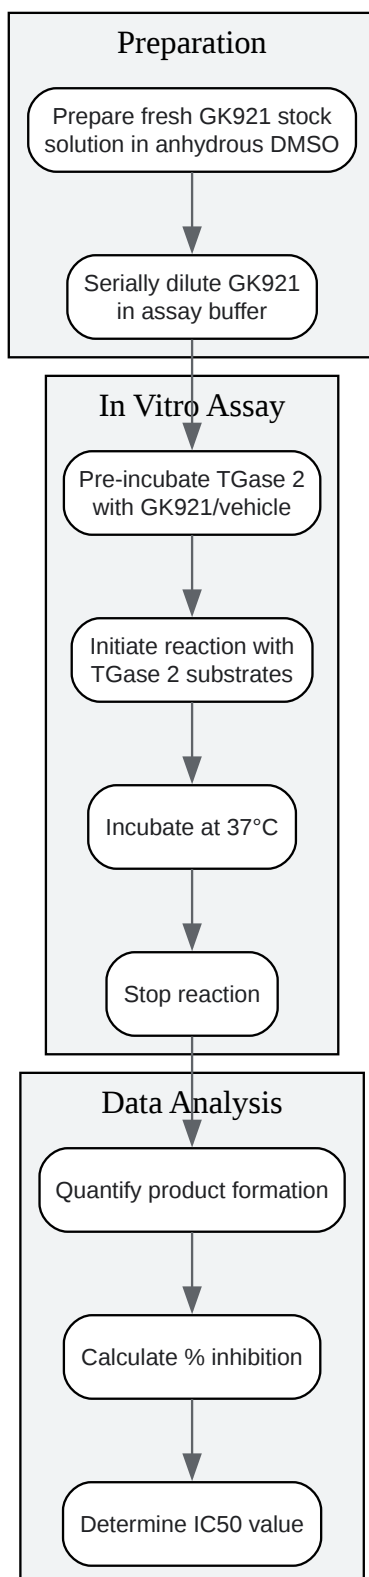 Preparation
Prepare fresh GK921 stock
solution in anhydrous DMSO
Serially dilute GK921
in assay buffer
In Vitro Assay
Pre-incubate TGase 2
with GK921/vehicle
Initiate reaction with
TGase 2 substrates
Incubate at 37°C
Stop reaction
Data Analysis
Quantify product formation
Calculate % inhibition
Determine IC50 value